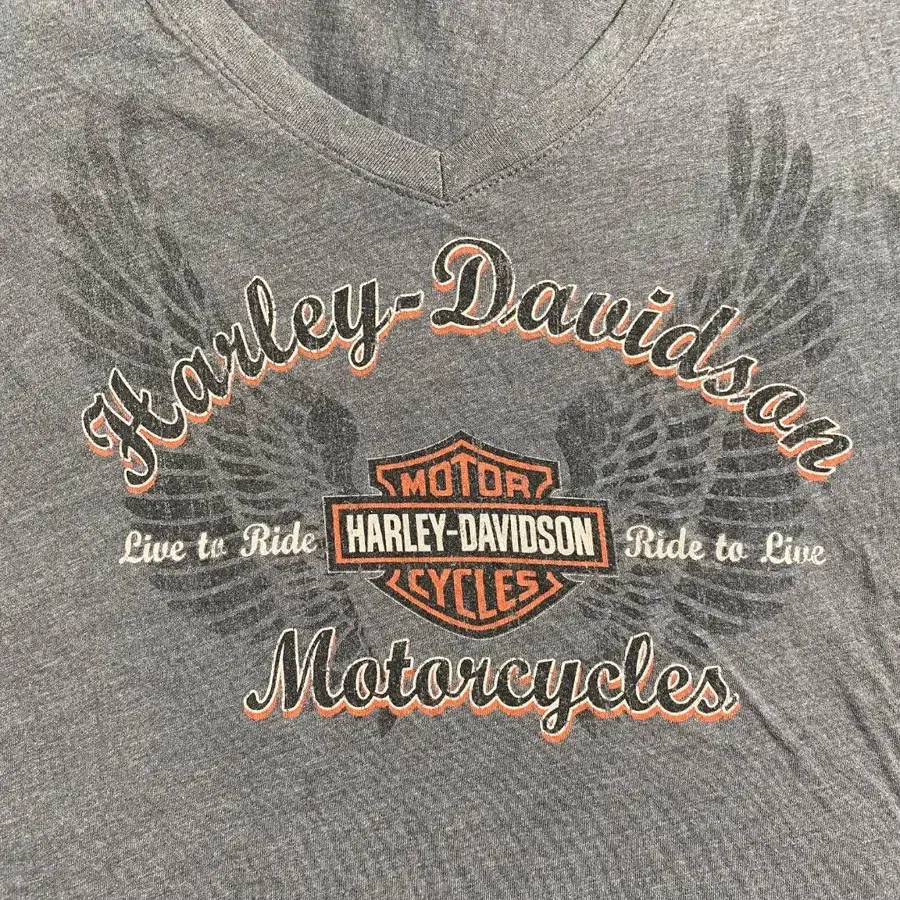 Harley-Davidson
MOTOR
Live to Ride HARLEY-DAVIDSON Ride to Live
CYCLES
Motorcycles